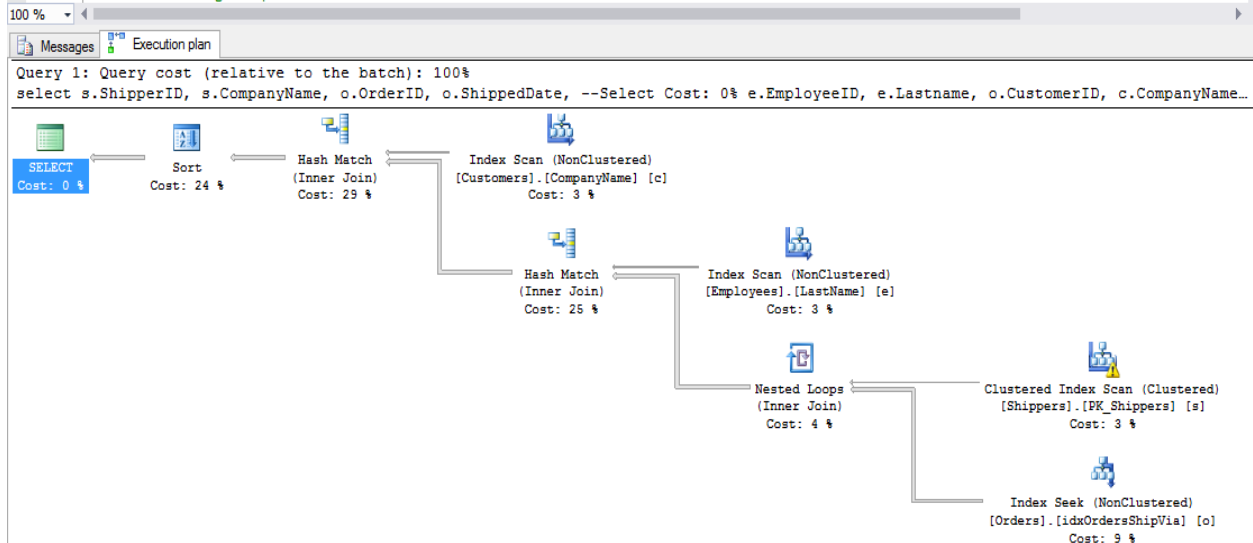 100 %
Messages
Execution plan
Query 1: Query cost (relative to the batch): 100%
select s.ShipperID, s.CompanyName, o.OrderID, o.ShippedDate, --Select Cost: 0% e.EmployeeID, e.Lastname, o.CustomerID, c.CompanyName…
SELECT
Cost: 0 %
Sort
Cost: 24 %
Hash Match
(Inner Join)
Cost: 29 %
Index Scan (NonClustered)
[Customers].[CompanyName] [c]
Cost: 3 %
Hash Match
(Inner Join)
Cost: 25 %
Index Scan (NonClustered)
[Employees].[LastName] [e]
Cost: 3 %
Nested Loops
(Inner Join)
Cost: 4 %
Clustered Index Scan (Clustered)
[Shippers].[PK_Shippers] [s]
Cost: 3 %
Index Seek (NonClustered)
[Orders].[idxOrdersShipVia] [o]
Cost: 9 %